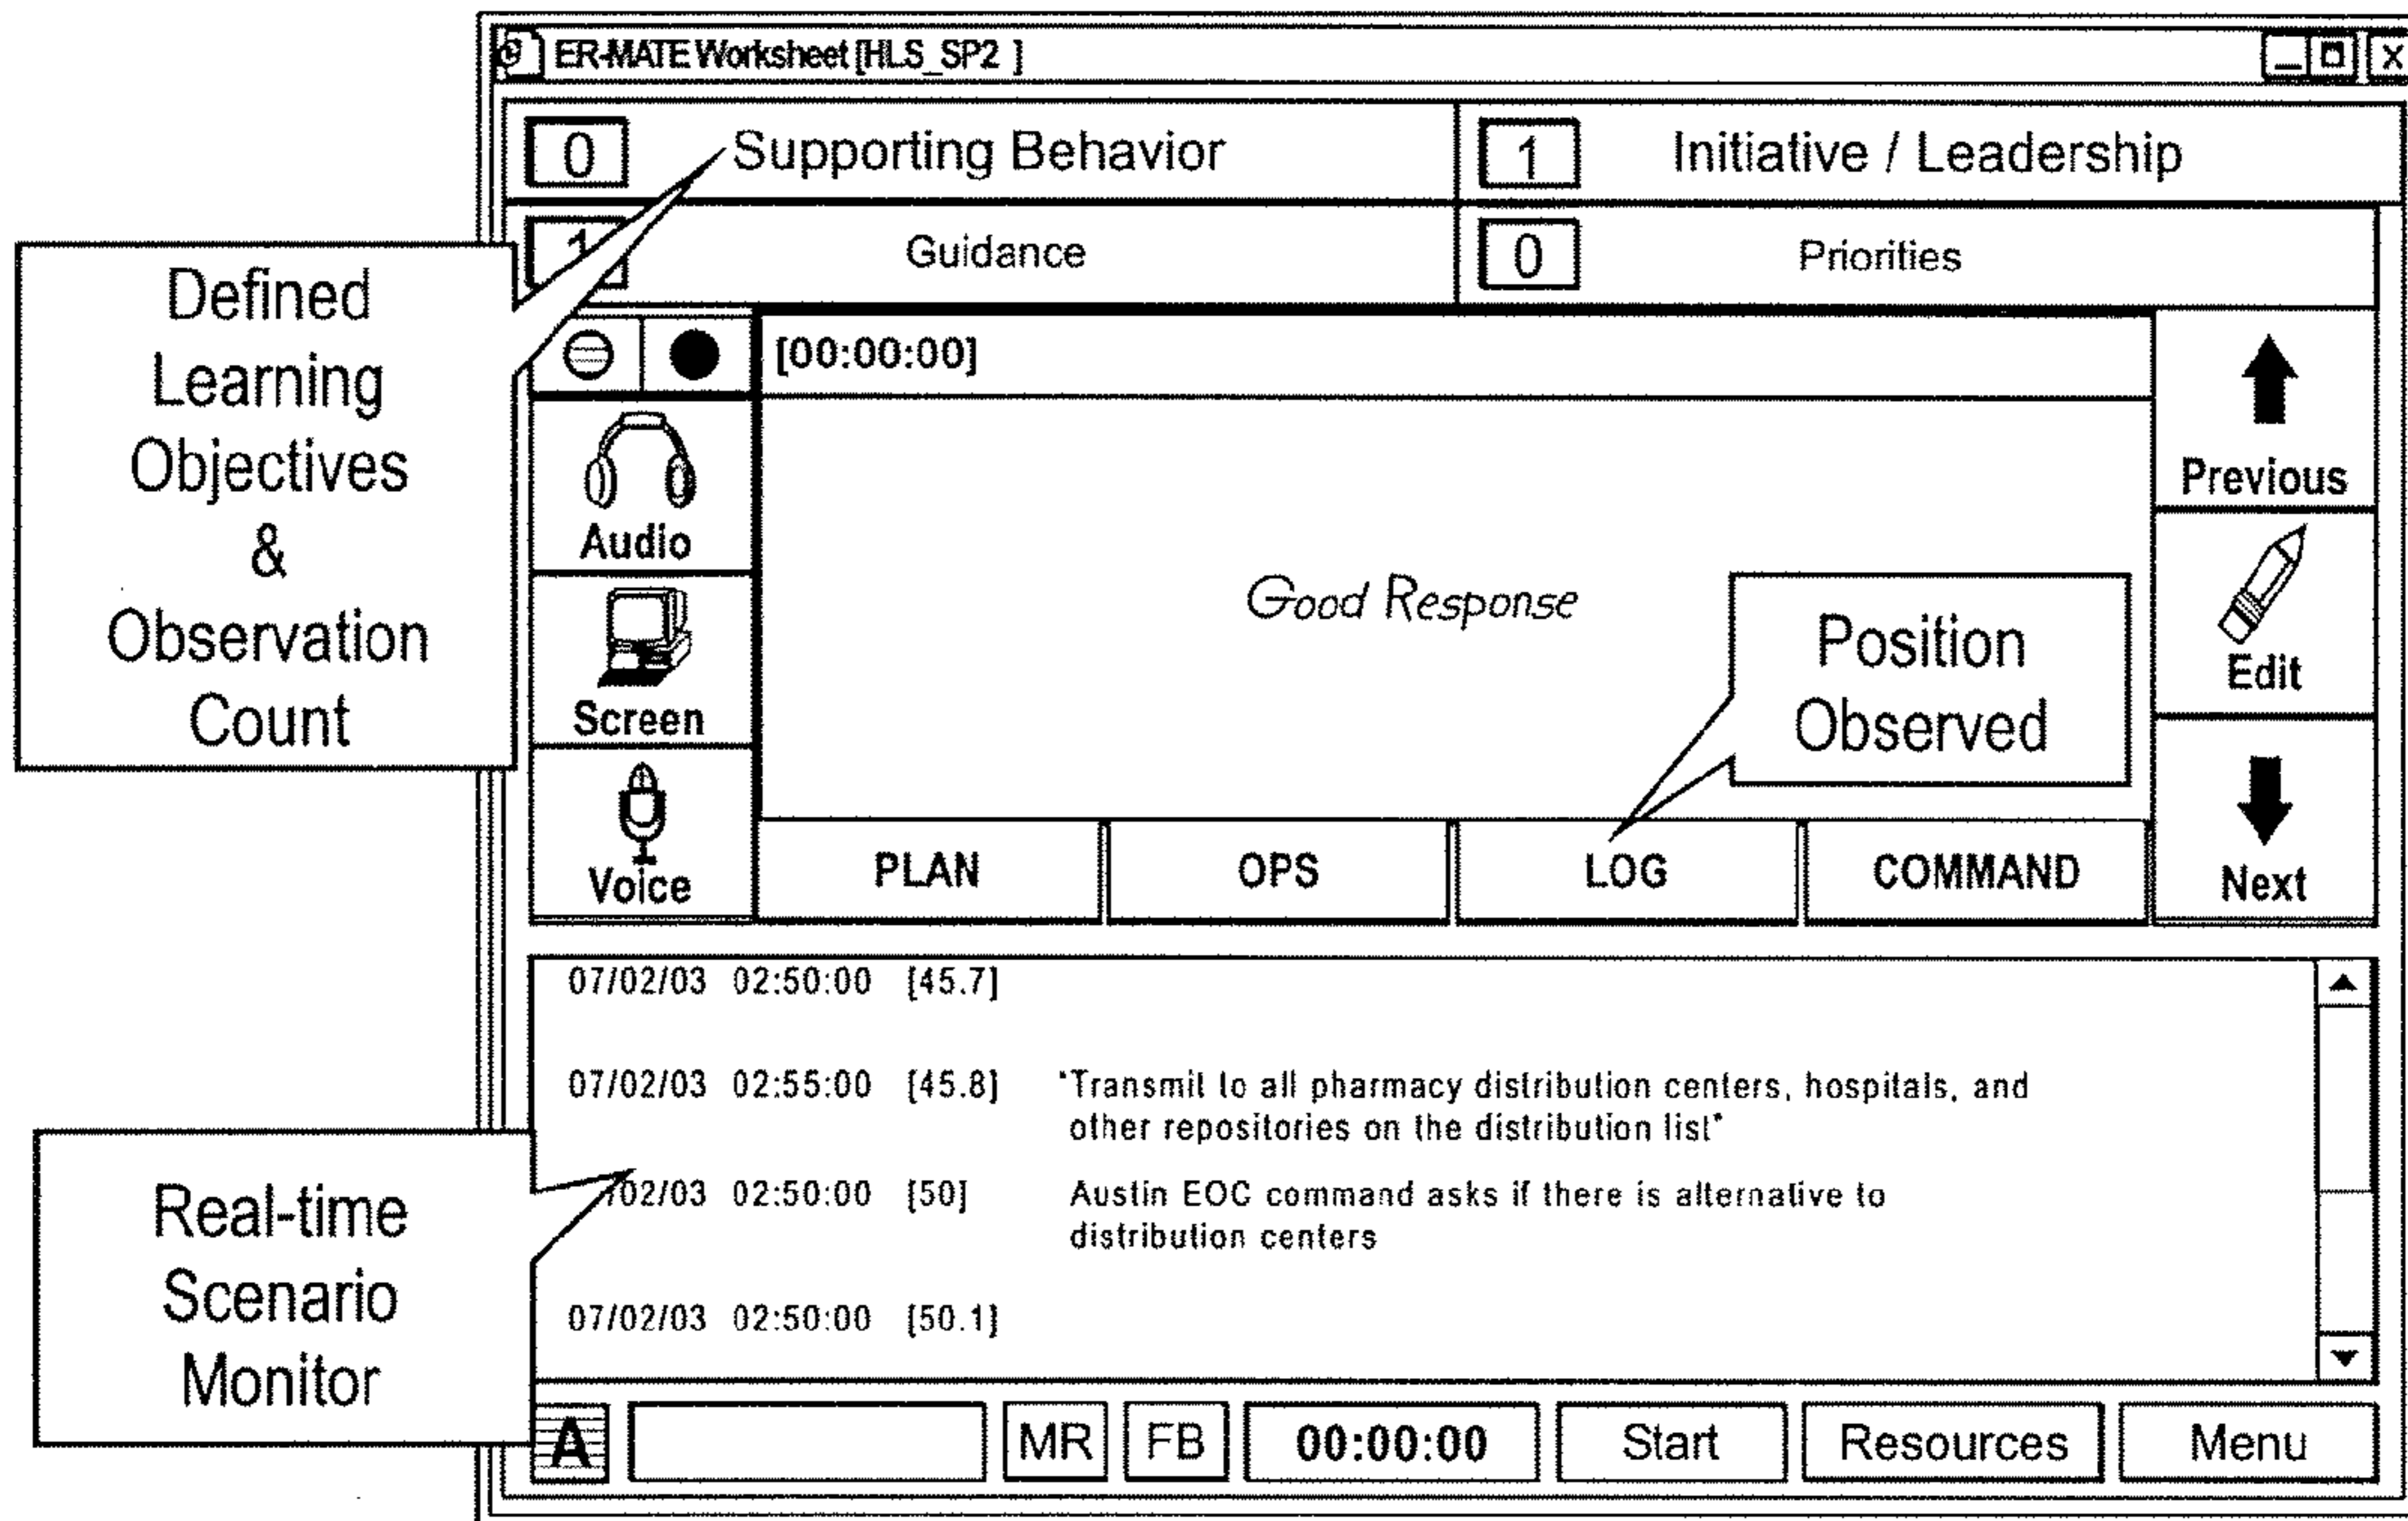 ER-MATE Worksheet [HLS_SP2 ]
0 Supporting Behavior
1 Initiative / Leadership
1 Guidance
0 Priorities
Defined
Learning
Objectives
&
Observation
Count
[00:00:00]
Audio
Screen
Voice
Good Response
Position
Observed
Previous
Edit
Next
PLAN
OPS
LOG
COMMAND
07/02/03 02:50:00 [45.7]
07/02/03 02:55:00 [45.8] "Transmit to all pharmacy distribution centers, hospitals, and
other repositories on the distribution list"
/02/03 02:50:00 [50] Austin EOC command asks if there is alternative to
distribution centers
07/02/03 02:50:00 [50.1]
Real-time
Scenario
Monitor
A
MR
FB
00:00:00
Start
Resources
Menu